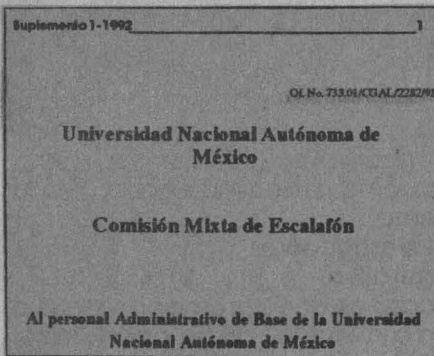 Suplemento 1-1992 1
Of. No. 733.01/CGAL/2282/91
Universidad Nacional Autónoma de
México
Comisión Mixta de Escalafón
Al personal Administrativo de Base de la Universidad
Nacional Autónoma de México